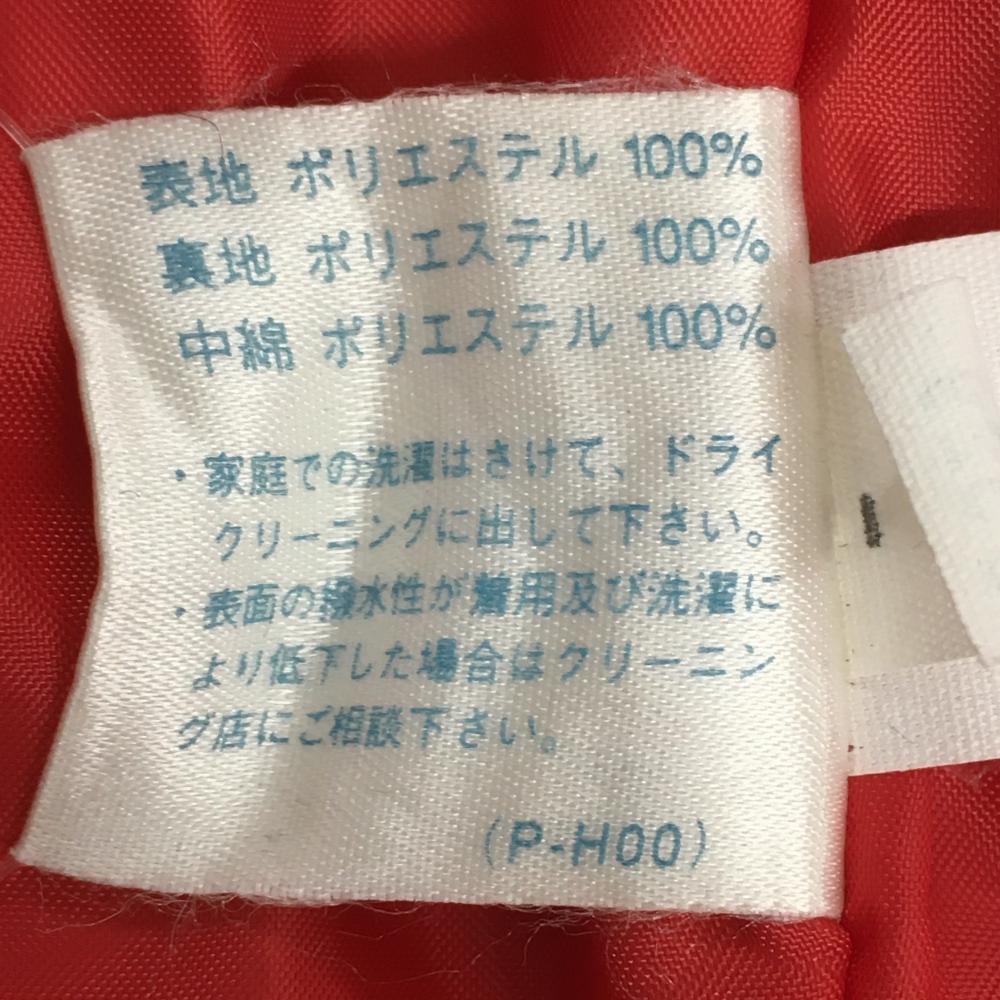 表地 ポリエステル 100%
裏地 ポリエステル 100%
中綿 ポリエステル 100%
・家庭での洗濯はさけて、ドライ
クリーニングに出して下さい。
・表面の撥水性が着用及び洗濯に
より低下した場合はクリーニン
グ店にご相談下さい。
(P-H00)